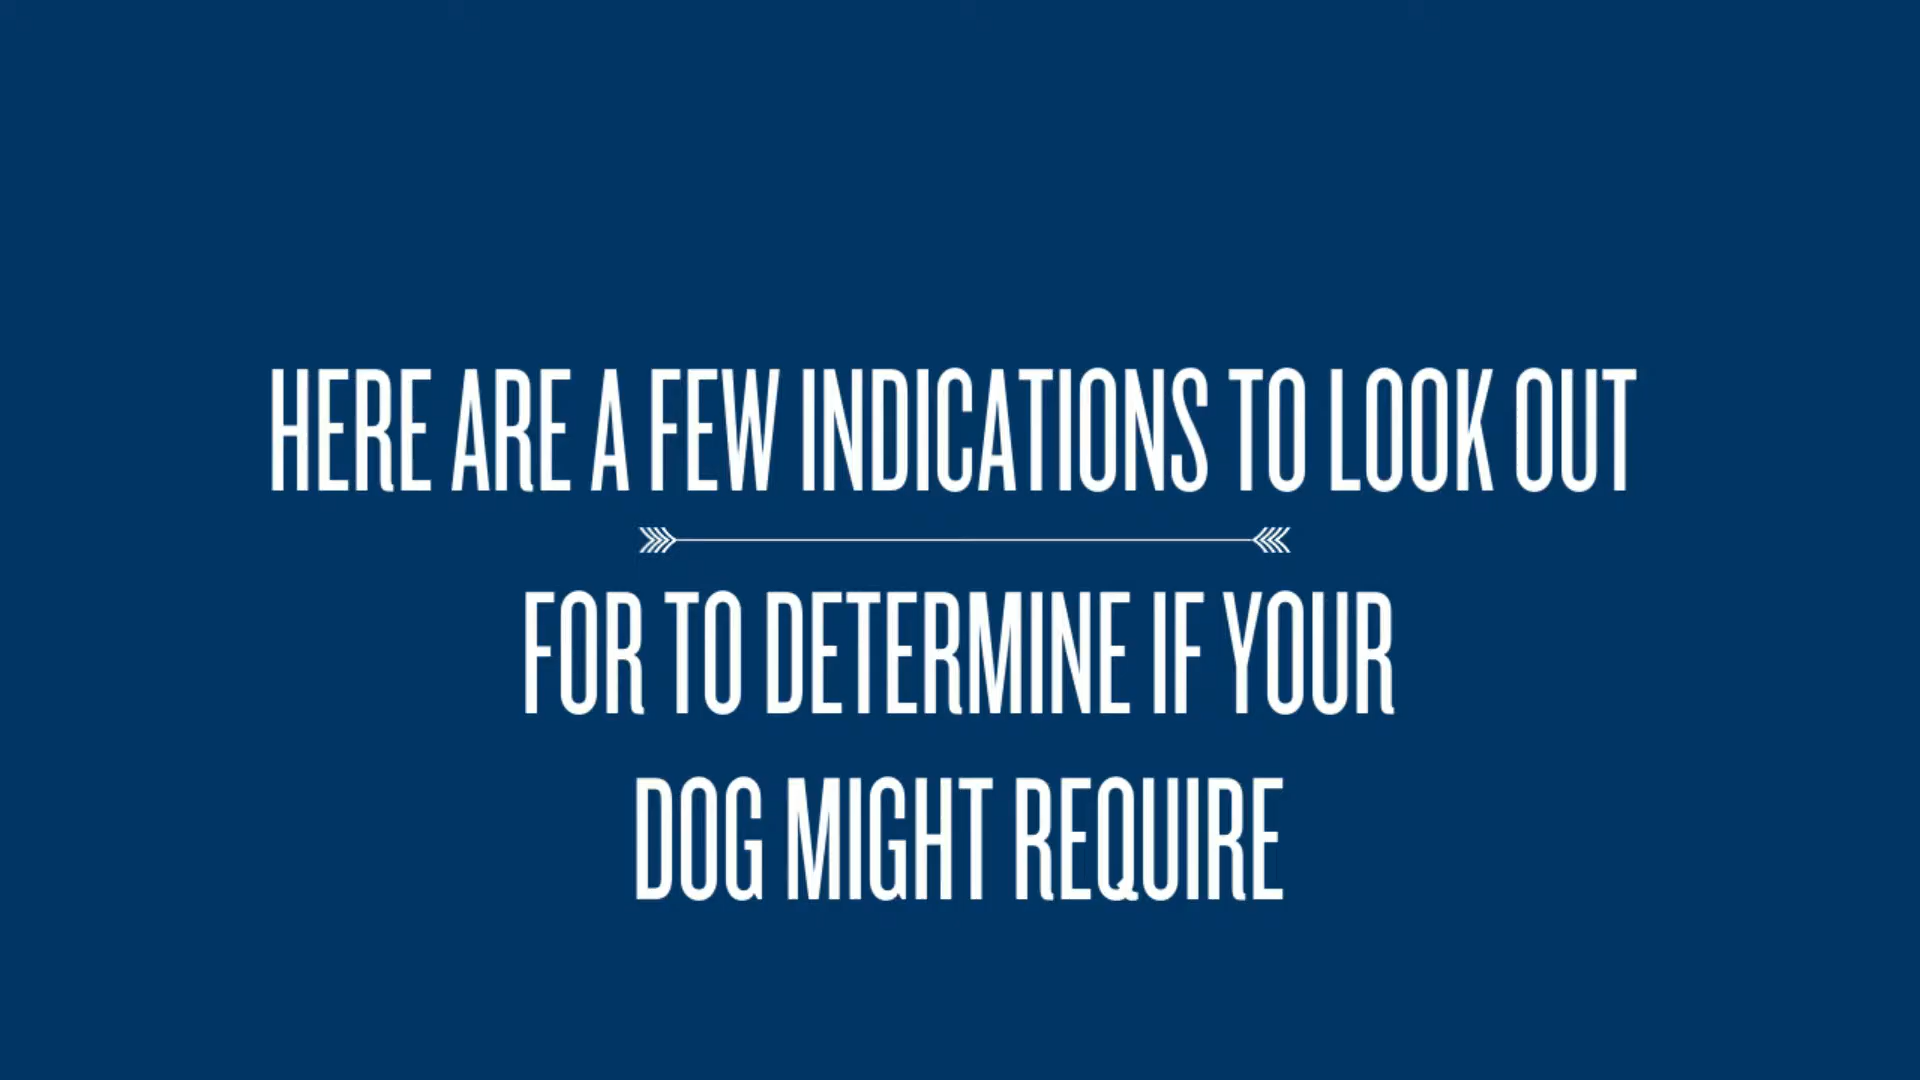 HERE ARE A FEW INDICATIONS TO LOOK OUT
FOR TO DETERMINE IF YOUR
DOG MIGHT REQUIRE